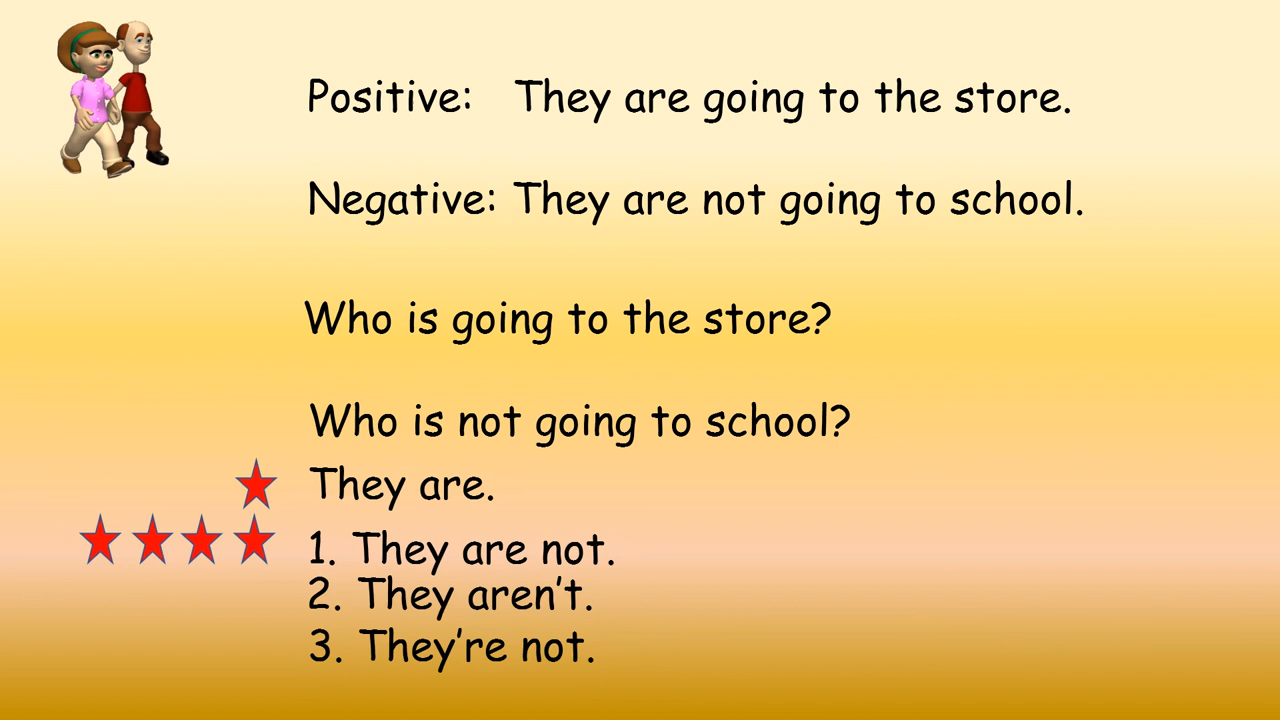 Positive: They are going to the store.
Negative: They are not going to school.
Who is going to the store?
Who is not going to school?
They are.
1. They are not.
2. They aren’t.
3. They’re not.